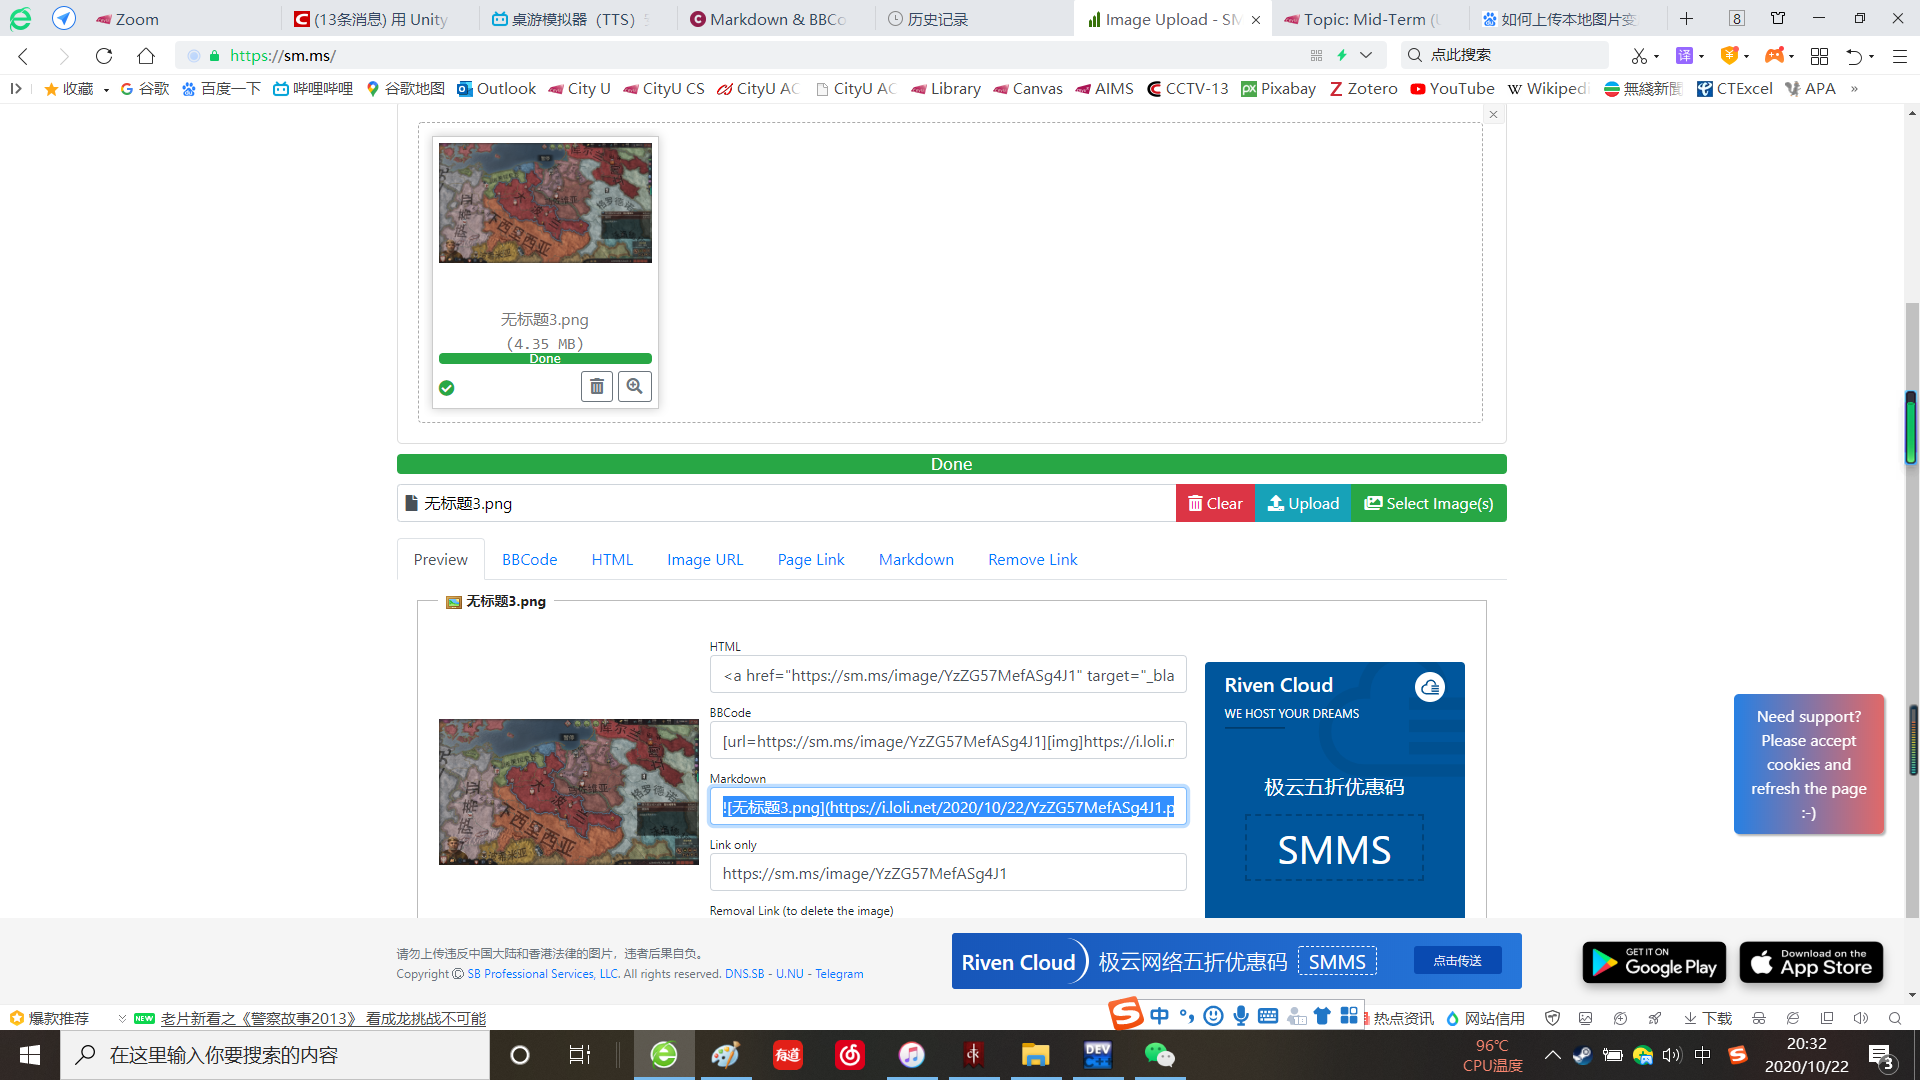 Zoom
(13条消息) 用 Unity
桌游模拟器（TTS）
Markdown & BBCo
历史记录
Image Upload - SM
Topic: Mid-Term (
如何上传本地图片变
8
https://sm.ms/
点此搜索
译
收藏
谷歌
百度一下
哔哩哔哩
谷歌地图
Outlook
City U
CityU CS
CityU AC
CityU AC
Library
Canvas
AIMS
CCTV-13
Pixabay
Zotero
YouTube
Wikipedi
無綫新聞
CTExcel
APA
»
无标题3.png
(4.35 MB)
Done
Done
无标题3.png
Clear
Upload
Select Image(s)
Preview
BBCode
HTML
Image URL
Page Link
Markdown
Remove Link
无标题3.png
HTML
<a href="https://sm.ms/image/YzZG57MefASg4J1" target="_bla
BBCode
[url=https://sm.ms/image/YzZG57MefASg4J1][img]https://i.loli.r
Markdown
![无标题3.png](https://i.loli.net/2020/10/22/YzZG57MefASg4J1.p
Link only
https://sm.ms/image/YzZG57MefASg4J1
Removal Link (to delete the image)
Riven Cloud
WE HOST YOUR DREAMS
极云五折优惠码
SMMS
Need support?
Please accept
cookies and
refresh the page
:-)
请勿上传违反中国大陆和香港法律的图片，违者后果自负。
Copyright © SB Professional Services, LLC. All rights reserved. DNS.SB - U.NU - Telegram
Riven Cloud
极云网络五折优惠码
SMMS
点击传送
GET IT ON
Google Play
Download on the
App Store
爆款推荐
NEW
老片新看之《警察故事2013》 看成龙挑战不可能
中
热点资讯
网站信用
下载
在这里输入你要搜索的内容
有道
DEV
C++
96℃
CPU温度
中
20:32
2020/10/22
3